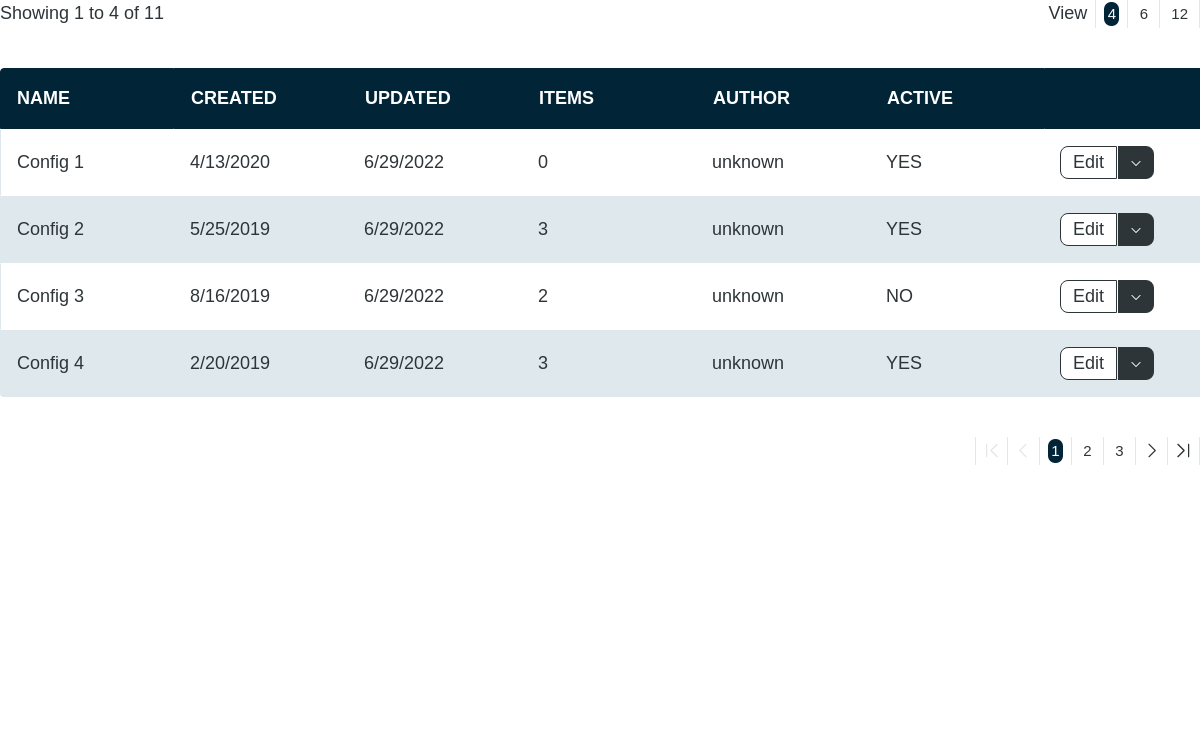 Showing 1 to 4 of 11 View 4 6 12
NAME CREATED UPDATED ITEMS AUTHOR ACTIVE
Config 1 4/13/2020 6/29/2022 0 unknown YES Edit
Config 2 5/25/2019 6/29/2022 3 unknown YES Edit
Config 3 8/16/2019 6/29/2022 2 unknown NO Edit
Config 4 2/20/2019 6/29/2022 3 unknown YES Edit
1 2 3